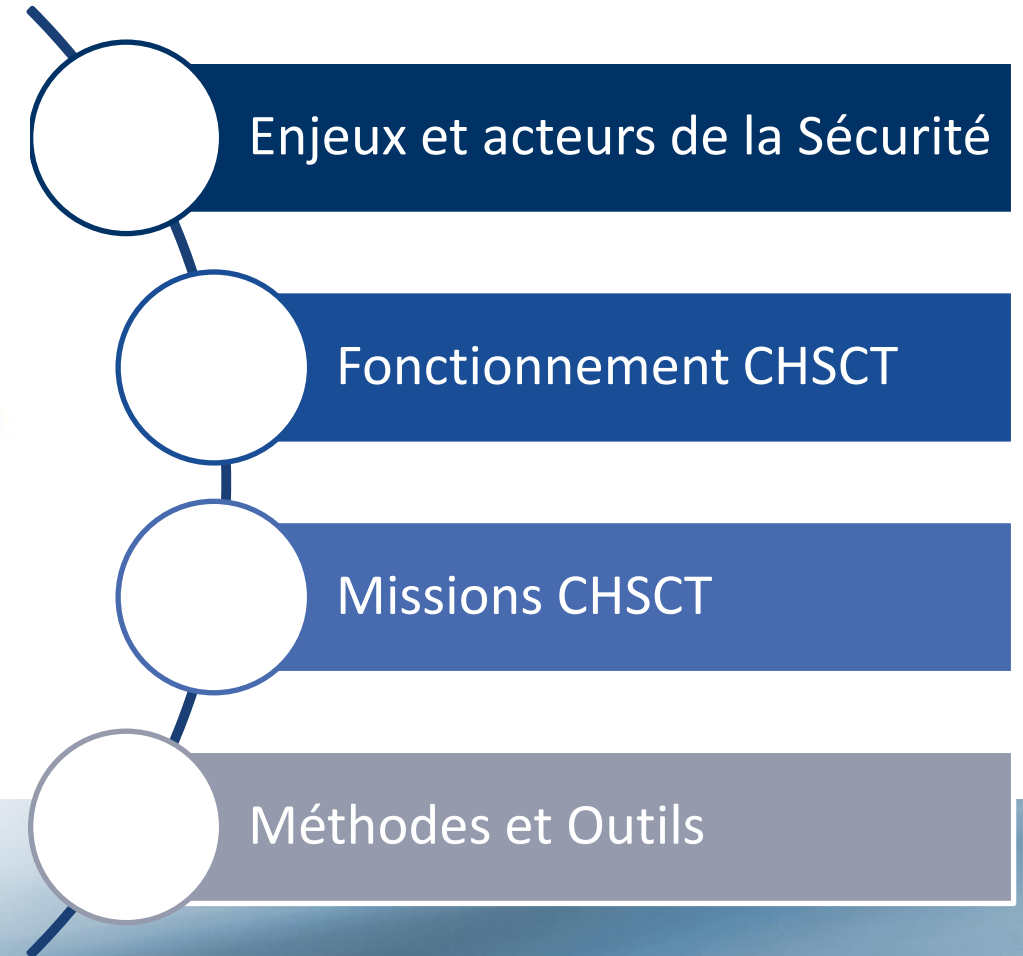 Enjeux et acteurs de la Sécurité
Fonctionnement CHSCT
Missions CHSCT
Méthodes et Outils